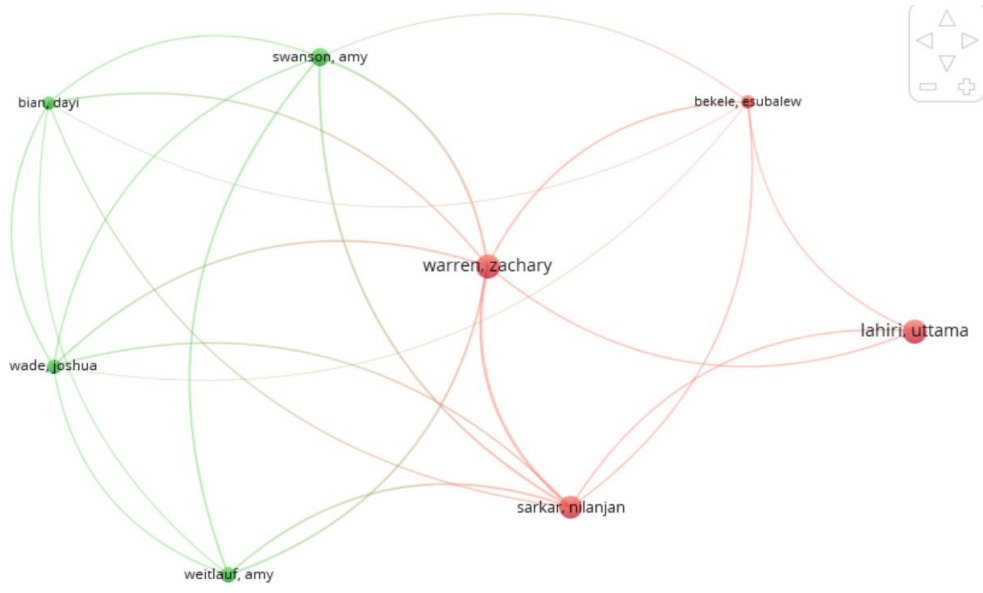 swanson, amy
bian, dayi
bekele, esubalew
warren, zachary
lahiri, uttama
wade, joshua
sarkar, nilanjan
weitlauf, amy